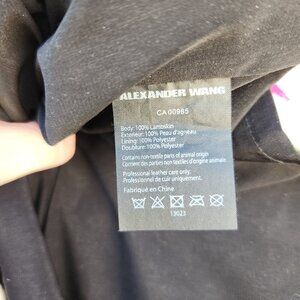 ALEXANDER WANG
CA 00985
Body: 100% Lambskin
Exterieur: 100% Peau d'agneau
Lining: 100% Polyester
Doublure: 100% Polyester
Contains non-textile parts of animal origin
Contient des parties non textiles d'origine animale
Professional leather care only.
Professionnel de cuir uniquement.
Fabriqué en Chine
13023